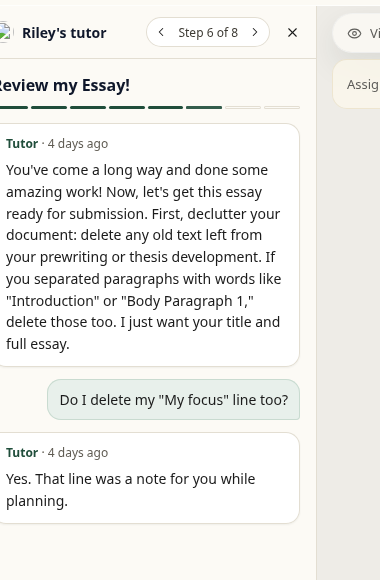 Riley's tutor
Step 6 of 8
Review my Essay!
Tutor · 4 days ago
You've come a long way and done some
amazing work! Now, let's get this essay
ready for submission. First, declutter your
document: delete any old text left from
your prewriting or thesis development. If
you separated paragraphs with words like
"Introduction" or "Body Paragraph 1,"
delete those too. I just want your title and
full essay.
Do I delete my "My focus" line too?
Tutor · 4 days ago
Yes. That line was a note for you while
planning.